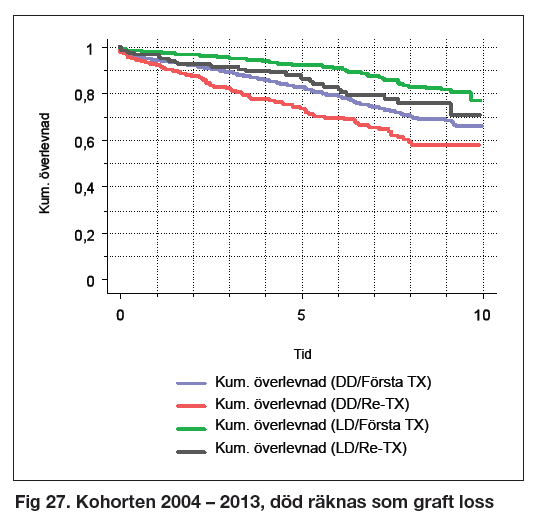 1
0,8
0,6
0,4
0,2
0
Kum. överlevnad
0 5 10
Tid
Kum. överlevnad (DD/Första TX)
Kum. överlevnad (DD/Re-TX)
Kum. överlevnad (LD/Första TX)
Kum. överlevnad (LD/Re-TX)
Fig 27. Kohorten 2004 – 2013, död räknas som graft loss